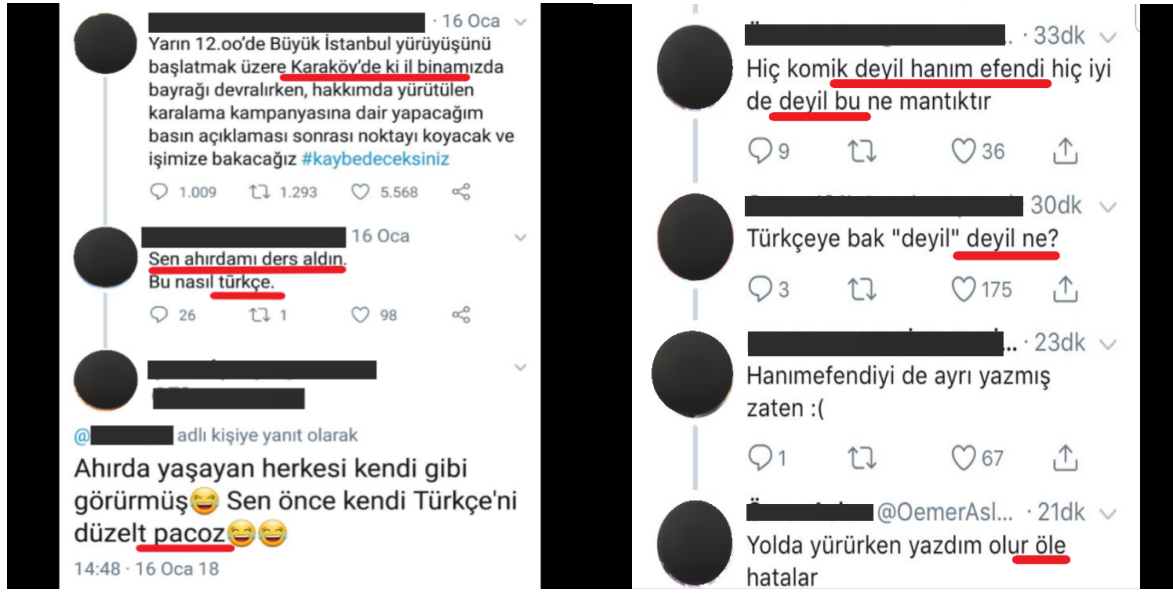 · 16 Oca
Yarın 12.oo’de Büyük İstanbul yürüyüşünü
başlatmak üzere Karaköy’de ki il binamızda
bayrağı devralırken, hakkımda yürütülen
karalama kampanyasına dair yapacağım
basın açıklaması sonrası noktayı koyacak ve
işimize bakacağız #kaybedeceksiniz
1.009 1.293 5.568
16 Oca
Sen ahırdamı ders aldın.
Bu nasıl türkçe.
26 1 98
@ adlı kişiye yanıt olarak
Ahırda yaşayan herkesi kendi gibi
görürmüş😂 Sen önce kendi Türkçe'ni
düzelt pacoz😂😂
14:48 · 16 Oca 18
· 33dk
Hiç komik deyil hanım efendi hiç iyi
de deyil bu ne mantıktır
9 36
30dk
Türkçeye bak "deyil" deyil ne?
3 175
... · 23dk
Hanımefendiyi de ayrı yazmış
zaten :(
1 67
@OemerAsl... · 21dk
Yolda yürürken yazdım olur öle
hatalar